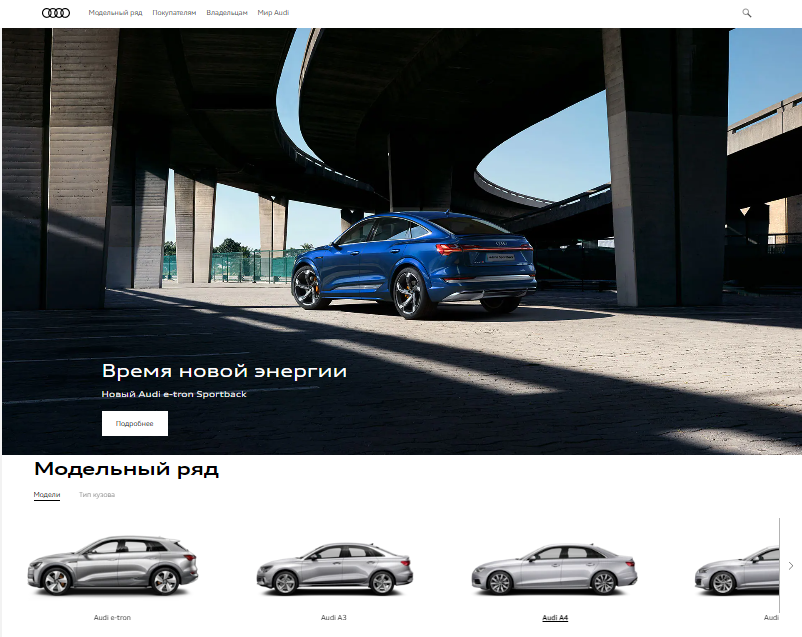 Модельный ряд Покупателям Владельцам Мир Audi
Время новой энергии
Новый Audi e-tron Sportback
Подробнее
Модельный ряд
Модели Тип кузова
Audi e-tron Audi A3 Audi A4 Audi